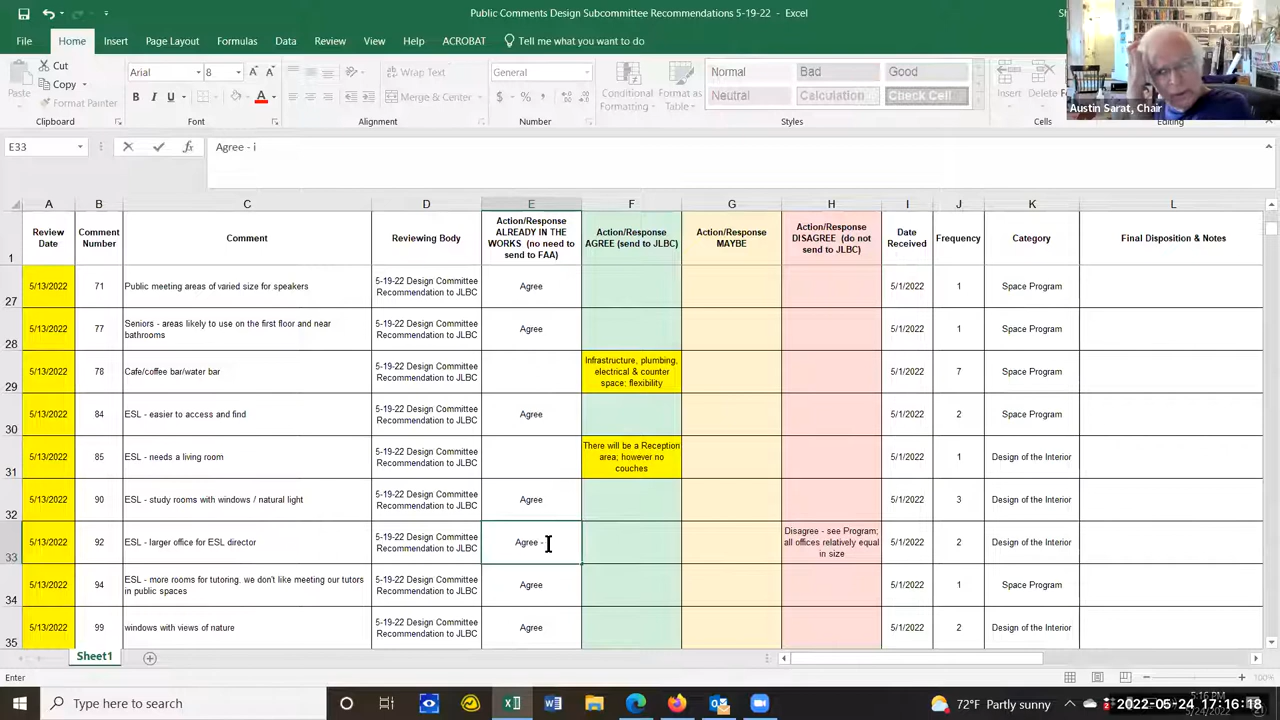 Public Comments Design Subcommittee Recommendations 5-19-22 - Excel
File Home Insert Page Layout Formulas Data Review View Help ACROBAT Tell me what you want to do
Cut
Copy
Format Painter
Paste
Clipboard
Arial 8
B I U
Font
Wrap Text
Merge & Center
Alignment
General
Number
Conditional Formatting
Format as Table
Normal Bad Good
Neutral Calculation Check Cell
Styles
Insert Delete Format
Cells
Editing
Austin Sarat, Chair
E33
Agree - i
A B C D E F G H I J K L
1 Review Date Comment Number Comment Reviewing Body Action/Response ALREADY IN THE WORKS (no need to send to FAA) Action/Response AGREE (send to JLBC) Action/Response MAYBE Action/Response DISAGREE (do not send to JLBC) Date Received Frequency Category Final Disposition & Notes
27 5/13/2022 71 Public meeting areas of varied size for speakers 5-19-22 Design Committee Recommendation to JLBC Agree 5/1/2022 1 Space Program
28 5/13/2022 77 Seniors - areas likely to use on the first floor and near bathrooms 5-19-22 Design Committee Recommendation to JLBC Agree 5/1/2022 1 Space Program
29 5/13/2022 78 Cafe/coffee bar/water bar 5-19-22 Design Committee Recommendation to JLBC Infrastructure, plumbing, electrical & counter space; flexibility 5/1/2022 7 Space Program
30 5/13/2022 84 ESL - easier to access and find 5-19-22 Design Committee Recommendation to JLBC Agree 5/1/2022 2 Space Program
31 5/13/2022 85 ESL - needs a living room 5-19-22 Design Committee Recommendation to JLBC There will be a Reception area; however no couches 5/1/2022 1 Design of the Interior
32 5/13/2022 90 ESL - study rooms with windows / natural light 5-19-22 Design Committee Recommendation to JLBC Agree 5/1/2022 3 Design of the Interior
33 5/13/2022 92 ESL - larger office for ESL director 5-19-22 Design Committee Recommendation to JLBC Agree - Disagree - see Program; all offices relatively equal in size 5/1/2022 2 Design of the Interior
34 5/13/2022 94 ESL - more rooms for tutoring. we don't like meeting our tutors in public spaces 5-19-22 Design Committee Recommendation to JLBC Agree 5/1/2022 1 Space Program
35 5/13/2022 99 windows with views of nature 5-19-22 Design Committee Recommendation to JLBC Agree 5/1/2022 2 Design of the Interior
Sheet1
Enter
100%
Type here to search
72°F Partly sunny
5:16 PM
2022-05-24 17:16:18